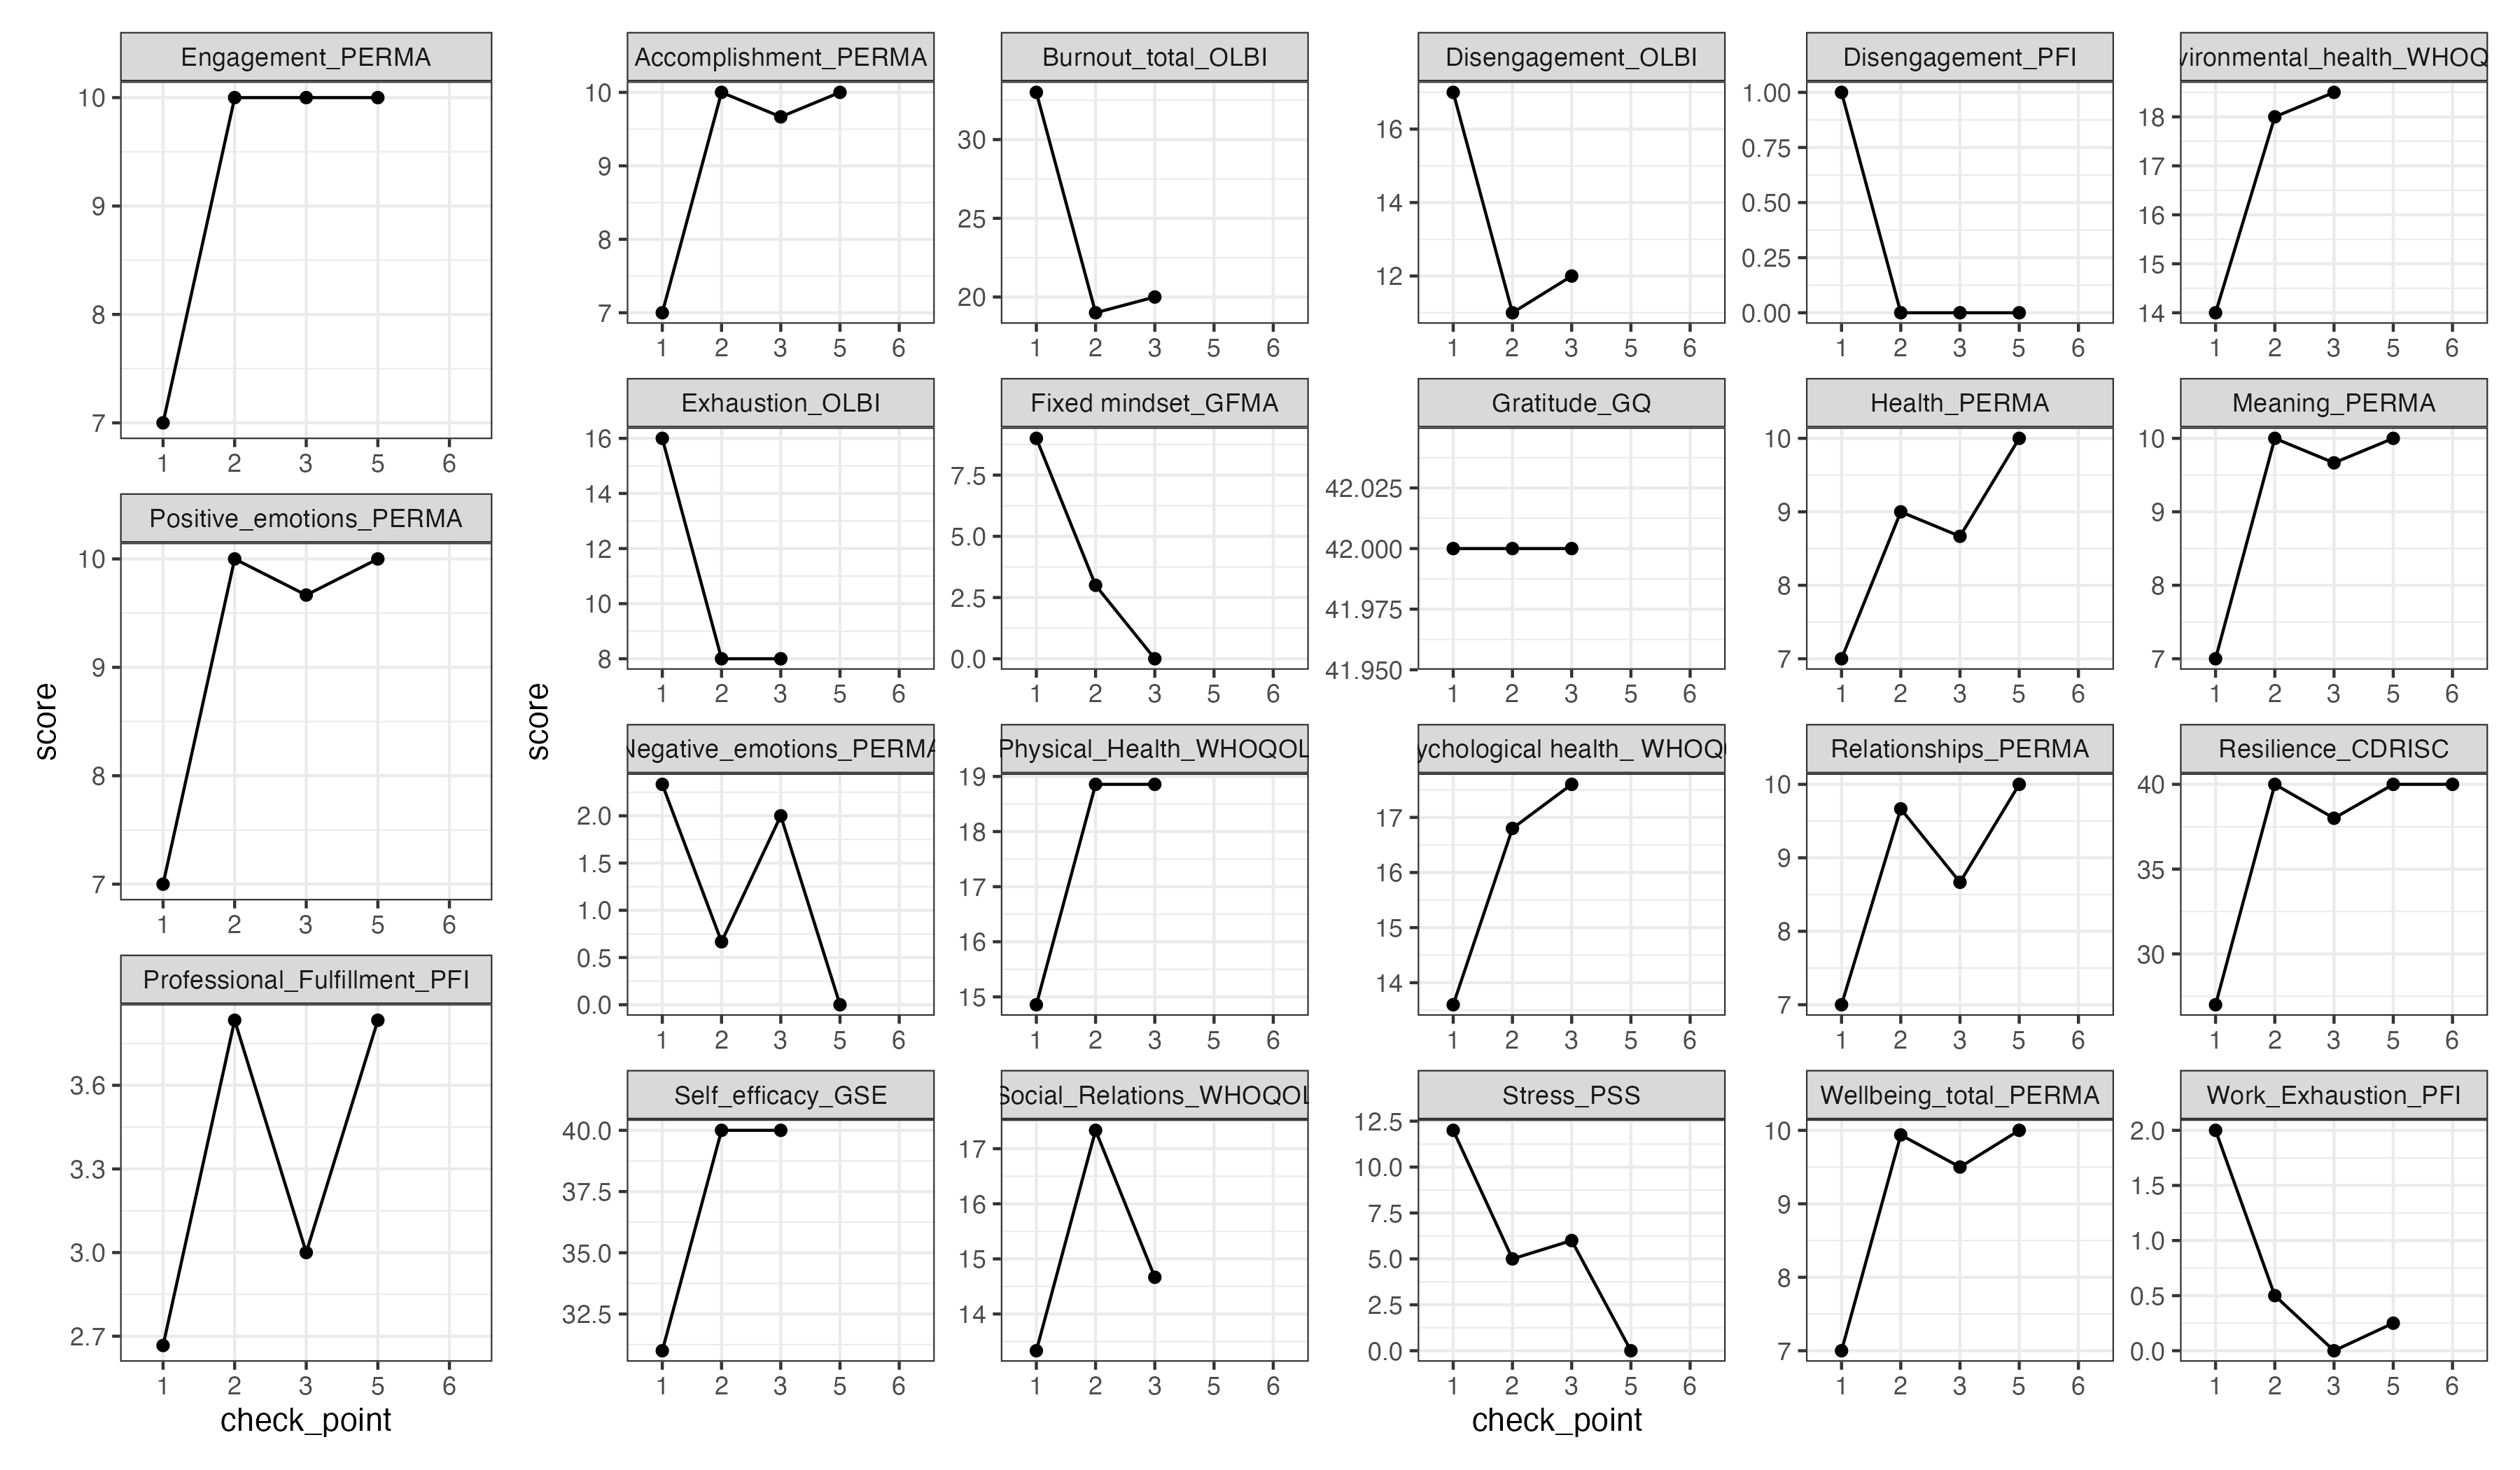 score
Engagement_PERMA
10
9
8
7
1 2 3 5 6
Positive_emotions_PERMA
10
9
8
7
1 2 3 5 6
Professional_Fulfillment_PFI
3.6
3.3
3.0
2.7
1 2 3 5 6
check_point
score
Accomplishment_PERMA
10
9
8
7
1 2 3 5 6
Burnout_total_OLBI
30
25
20
1 2 3 5 6
Disengagement_OLBI
16
14
12
1 2 3 5 6
Disengagement_PFI
1.00
0.75
0.50
0.25
0.00
1 2 3 5 6
vironmental_health_WHOQ
18
17
16
15
14
1 2 3 5 6
Exhaustion_OLBI
16
14
12
10
8
1 2 3 5 6
Fixed mindset_GFMA
7.5
5.0
2.5
0.0
1 2 3 5 6
Gratitude_GQ
42.025
42.000
41.975
41.950
1 2 3 5 6
Health_PERMA
10
9
8
7
1 2 3 5 6
Meaning_PERMA
10
9
8
7
1 2 3 5 6
Negative_emotions_PERMA
2.0
1.5
1.0
0.5
0.0
1 2 3 5 6
Physical_Health_WHOQOL
19
18
17
16
15
1 2 3 5 6
ychological health_ WHOQ
17
16
15
14
1 2 3 5 6
Relationships_PERMA
10
9
8
7
1 2 3 5 6
Resilience_CDRISC
40
35
30
1 2 3 5 6
Self_efficacy_GSE
40.0
37.5
35.0
32.5
1 2 3 5 6
Social_Relations_WHOQOL
17
16
15
14
1 2 3 5 6
Stress_PSS
12.5
10.0
7.5
5.0
2.5
0.0
1 2 3 5 6
Wellbeing_total_PERMA
10
9
8
7
1 2 3 5 6
Work_Exhaustion_PFI
2.0
1.5
1.0
0.5
0.0
1 2 3 5 6
check_point